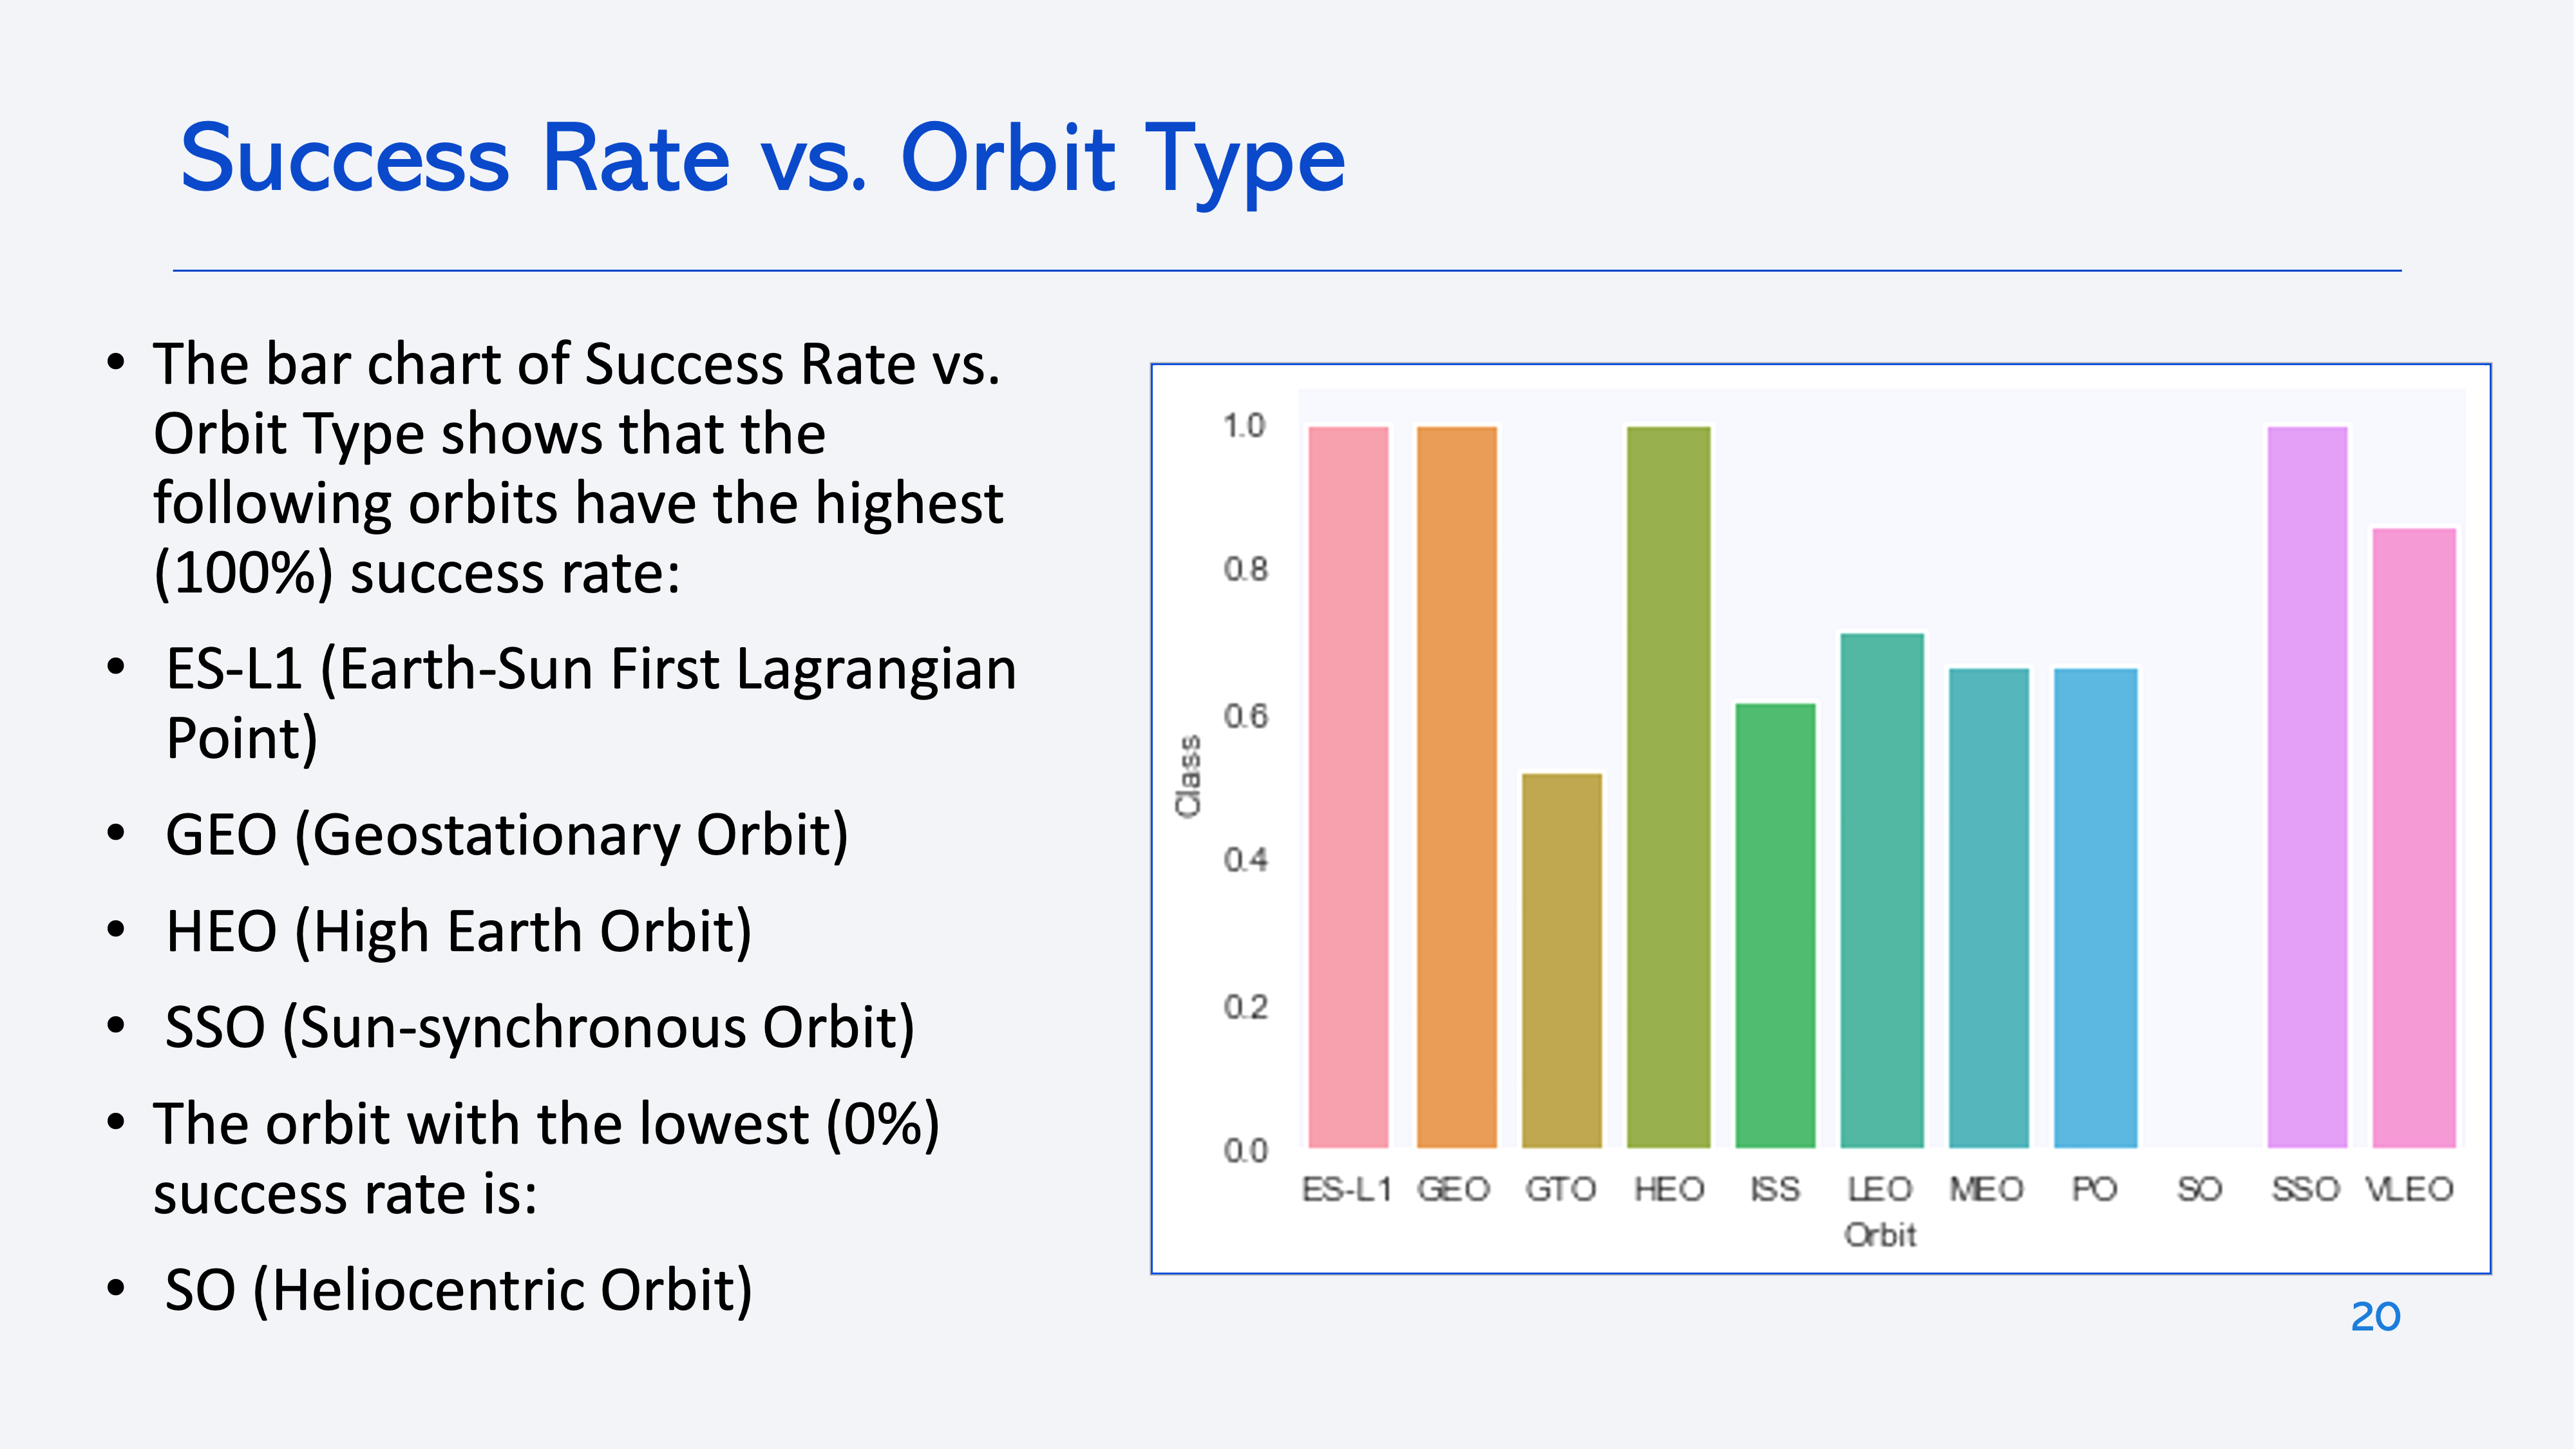 Success Rate vs. Orbit Type
• The bar chart of Success Rate vs.
Orbit Type shows that the
following orbits have the highest
(100%) success rate:
• ES-L1 (Earth-Sun First Lagrangian
Point)
• GEO (Geostationary Orbit)
• HEO (High Earth Orbit)
• SSO (Sun-synchronous Orbit)
• The orbit with the lowest (0%)
success rate is:
• SO (Heliocentric Orbit)
1.0
0.8
0.6
0.4
0.2
0.0
Class
ES-L1 GEO GTO HEO ISS LEO MEO PO SO SSO VLEO
Orbit
20